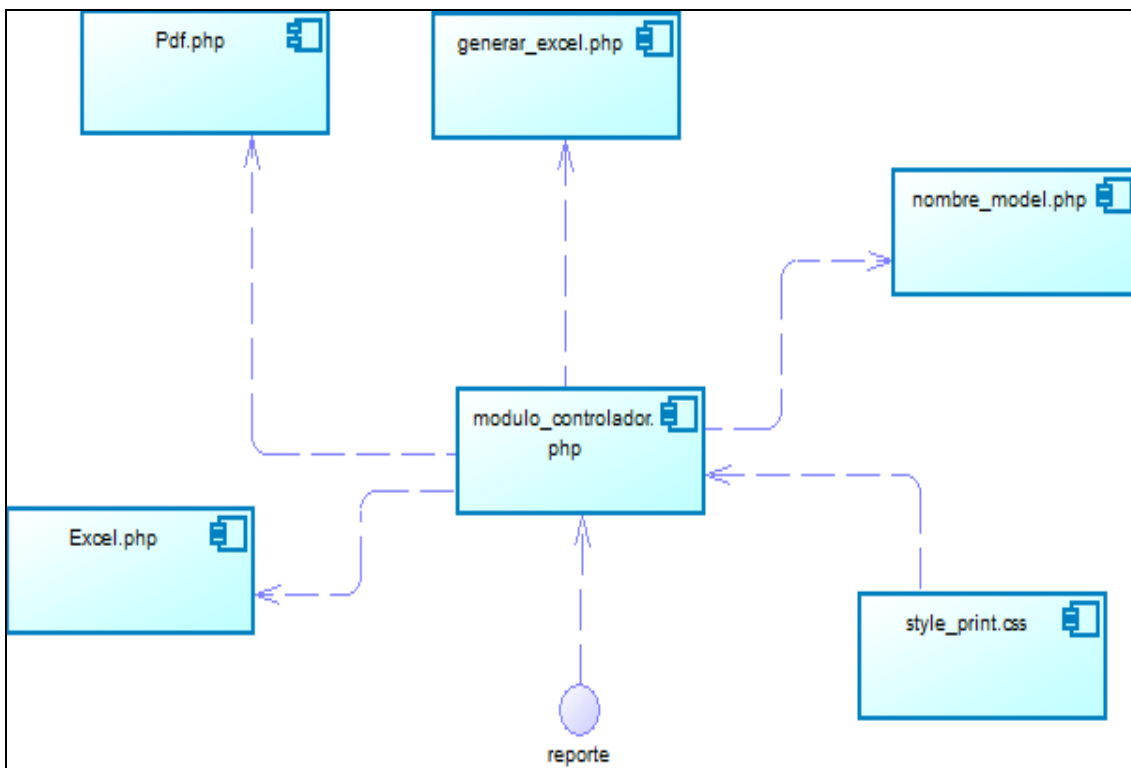 Pdf.php
generar_excel.php
nombre_model.php
modulo_controlador.
php
Excel.php
style_print.css
reporte